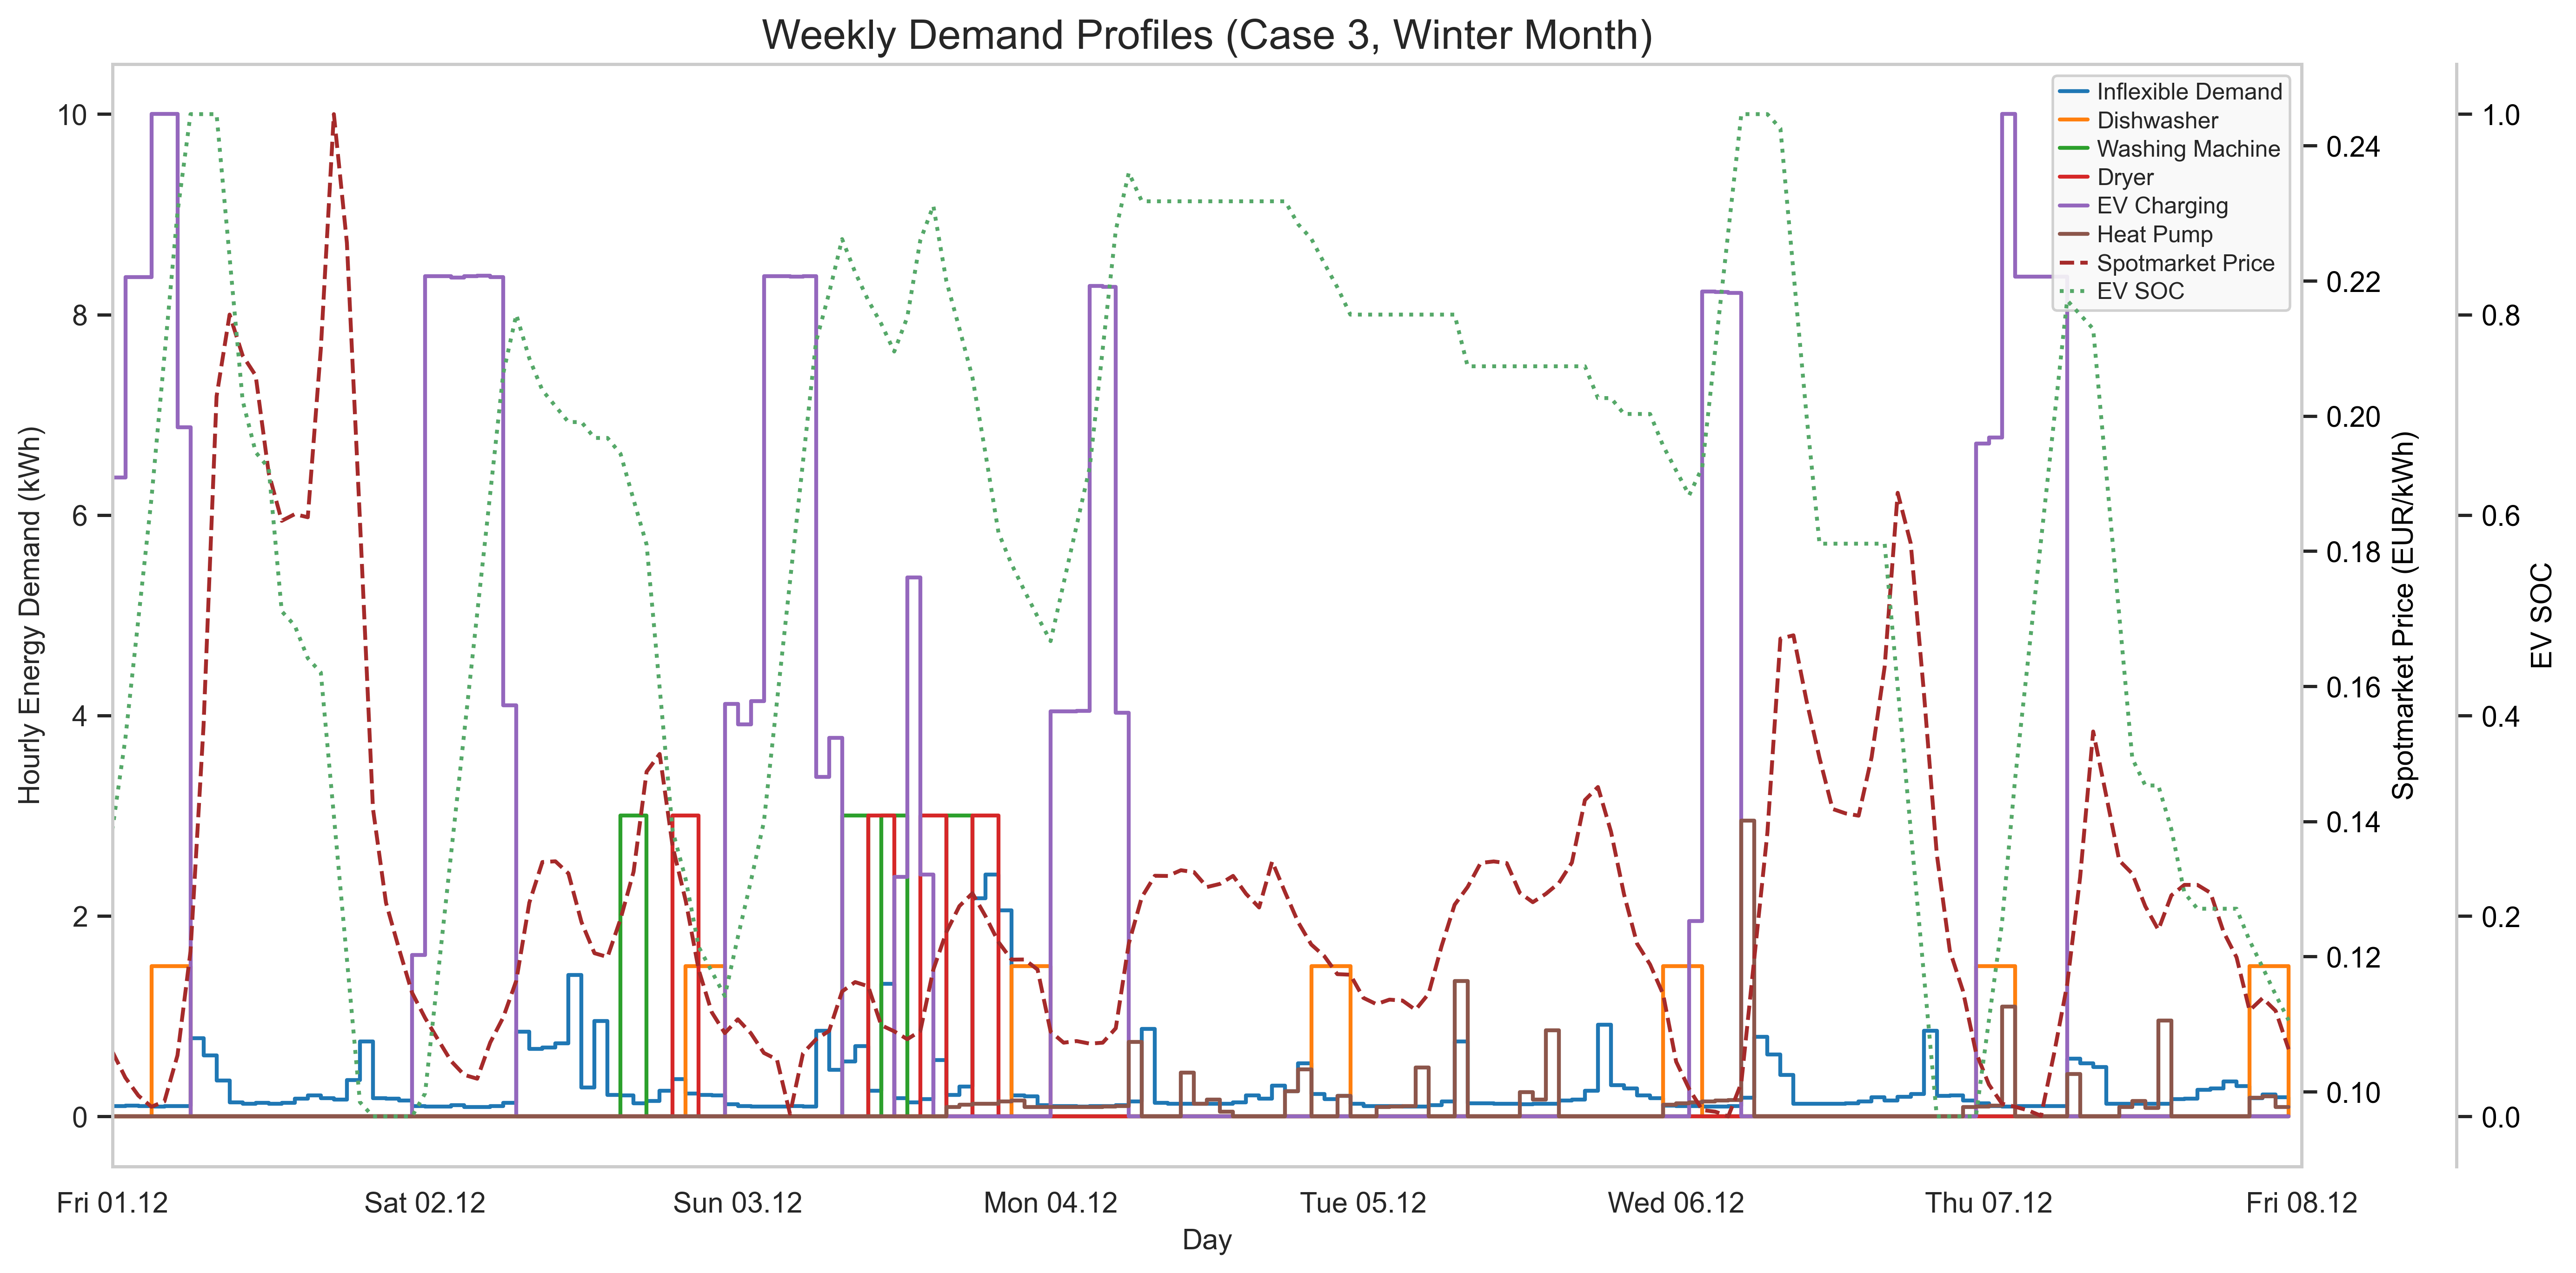 Weekly Demand Profiles (Case 3, Winter Month)
Inflexible Demand
Dishwasher
Washing Machine
Dryer
EV Charging
Heat Pump
Spotmarket Price
EV SOC
Hourly Energy Demand (kWh)
10
8
6
4
2
0
Spotmarket Price (EUR/kWh)
0.24
0.22
0.20
0.18
0.16
0.14
0.12
0.10
EV SOC
1.0
0.8
0.6
0.4
0.2
0.0
Fri 01.12 Sat 02.12 Sun 03.12 Mon 04.12 Tue 05.12 Wed 06.12 Thu 07.12 Fri 08.12
Day